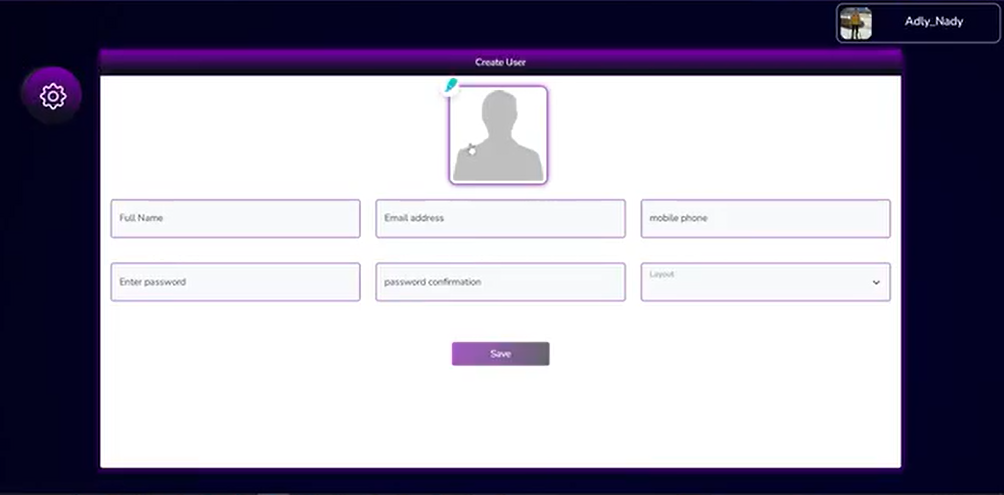 Adly_Nady
Create User
Full Name
Email address
mobile phone
Enter password
password confirmation
Layout
Save